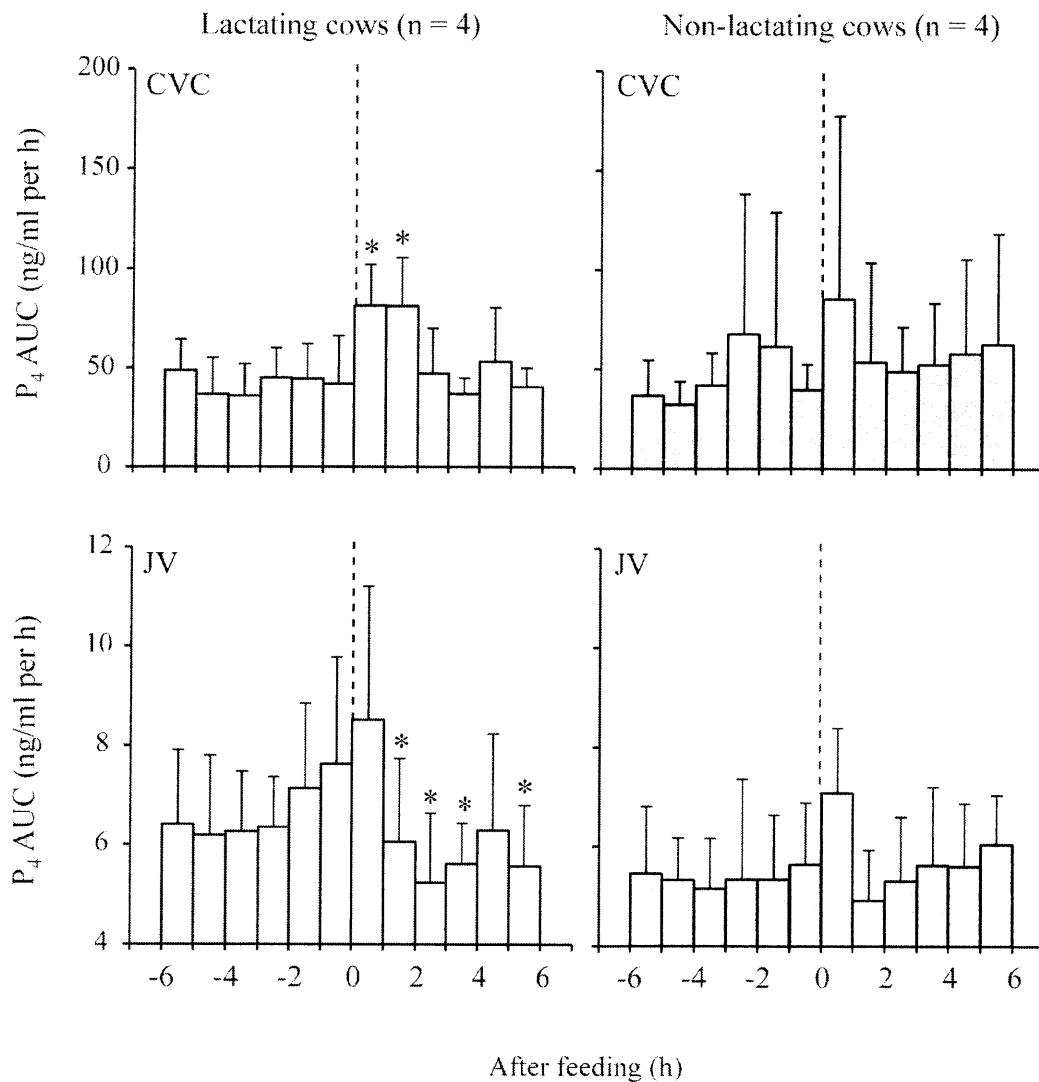 Lactating cows (n = 4)
Non-lactating cows (n = 4)
200
150
100
50
0
P4 AUC (ng/ml per h)
CVC
* *
CVC
12
10
8
6
4
P4 AUC (ng/ml per h)
JV
* * * *
JV
-6 -4 -2 0 2 4 6
-6 -4 -2 0 2 4 6
After feeding (h)